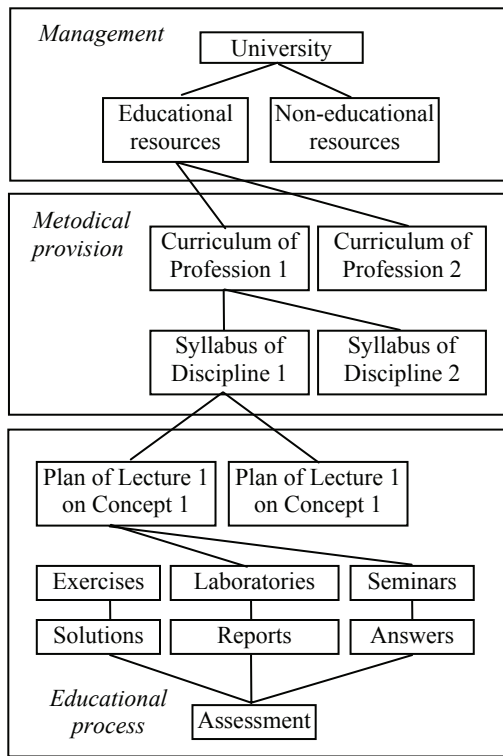 Management
University
Educational
resources
Non-educational
resources
Metodical
provision
Curriculum of
Profession 1
Curriculum of
Profession 2
Syllabus of
Discipline 1
Syllabus of
Discipline 2
Plan of Lecture 1
on Concept 1
Plan of Lecture 1
on Concept 1
Exercises
Laboratories
Seminars
Solutions
Reports
Answers
Educational
process
Assessment